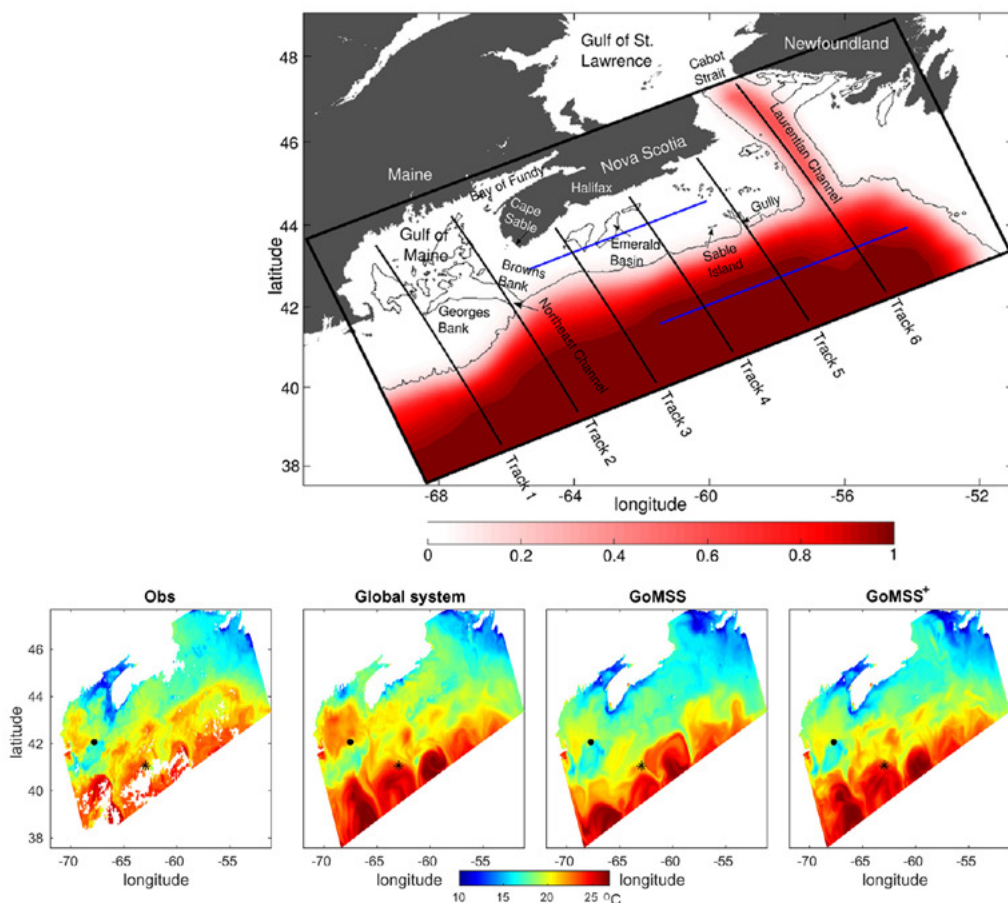 48
46
44
42
40
38
latitude
Gulf of St.
Lawrence
Newfoundland
Cabot
Strait
Laurentian Channel
Nova Scotia
Maine
Bay of Fundy
Halifax
Cape
Sable
Gully
Gulf of
Maine
Emerald
Basin
Sable
Island
Browns
Bank
Georges
Bank
Northeast Channel
Track 1
Track 2
Track 3
Track 4
Track 5
Track 6
-68 -64 -60 -56 -52
longitude
0 0.2 0.4 0.6 0.8 1
Obs Global system GoMSS GoMSS+
46
44
42
40
38
latitude
-70 -65 -60 -55 -70 -65 -60 -55 -70 -65 -60 -55 -70 -65 -60 -55
longitude longitude longitude longitude
10 15 20 25 °C